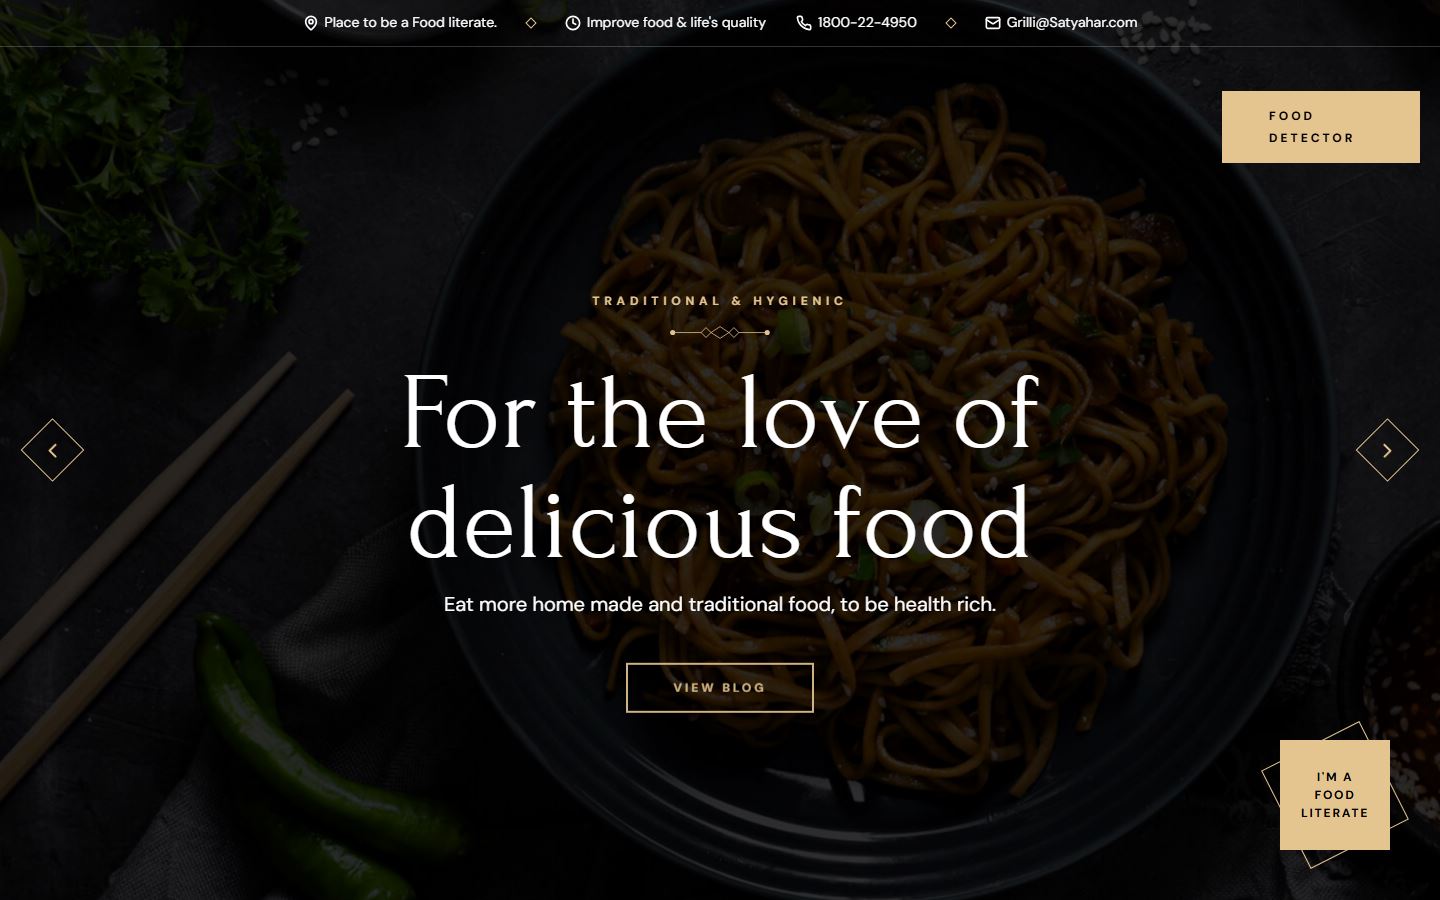 Place to be a Food literate.
Improve food & life's quality
1800-22-4950
Grilli@Satyahar.com
FOOD
DETECTOR
TRADITIONAL & HYGIENIC
For the love of
delicious food
Eat more home made and traditional food, to be health rich.
VIEW BLOG
I'M A
FOOD
LITERATE